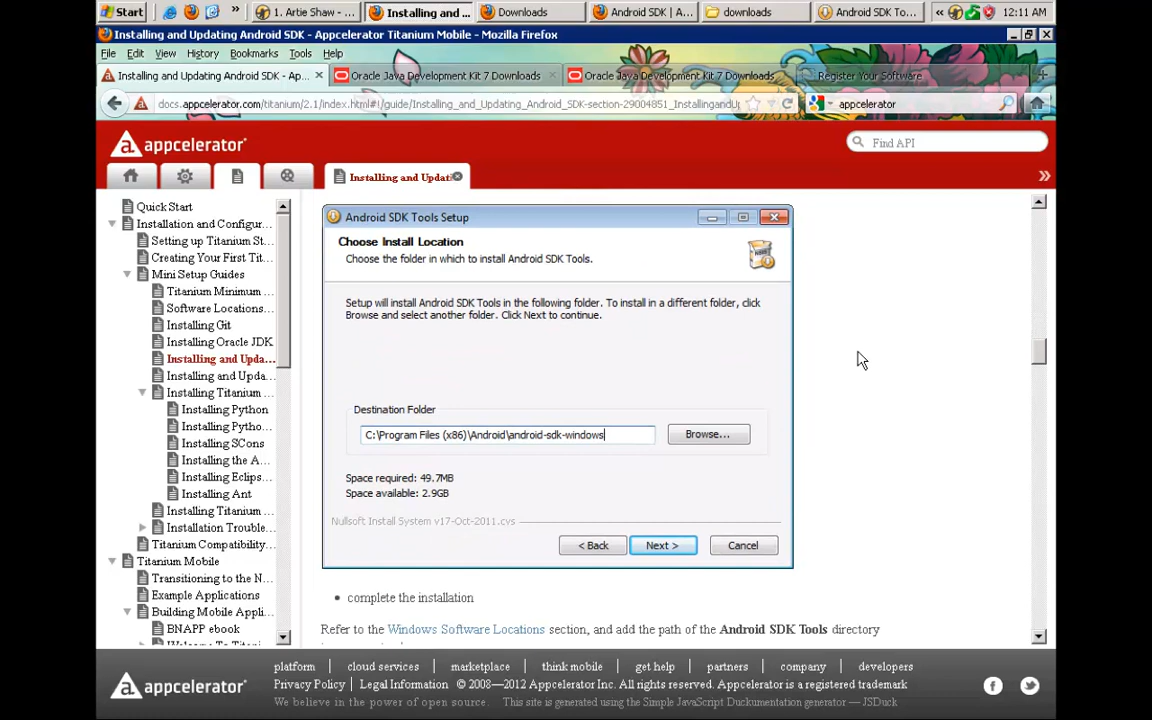 Start
»
1. Artie Shaw - ...
Installing and ...
Downloads
Android SDK | A...
downloads
Android SDK To...
«
12:11 AM
Installing and Updating Android SDK - Appcelerator Titanium Mobile - Mozilla Firefox
File Edit View History Bookmarks Tools Help
Installing and Updating Android SDK - Ap...
Oracle Java Development Kit 7 Downloads
Oracle Java Development Kit 7 Downloads
Register Your Software
docs.appcelerator.com/titanium/2.1/index.html#!/guide/Installing_and_Updating_Android_SDK-section-29004851_InstallingandU
appcelerator
appcelerator
Find API
Installing and Updati
»
Quick Start
Installation and Configur...
Setting up Titanium St...
Creating Your First Tit...
Mini Setup Guides
Titanium Minimum ...
Software Locations...
Installing Git
Installing Oracle JDK
Installing and Upda...
Installing and Upda...
Installing Titanium ...
Installing Python
Installing Pytho...
Installing SCons
Installing the A...
Installing Eclips...
Installing Ant
Installing Titanium ...
Installation Trouble...
Titanium Compatibility...
Titanium Mobile
Transitioning to the N...
Example Applications
Building Mobile Appli...
BNAPP ebook
Android SDK Tools Setup
Choose Install Location
Choose the folder in which to install Android SDK Tools.
Setup will install Android SDK Tools in the following folder. To install in a different folder, click
Browse and select another folder. Click Next to continue.
Destination Folder
C:\Program Files (x86)\Android\android-sdk-windows
Browse...
Space required: 49.7MB
Space available: 2.9GB
Nullsoft Install System v17-Oct-2011.cvs
< Back
Next >
Cancel
• complete the installation
Refer to the Windows Software Locations section, and add the path of the Android SDK Tools directory
appcelerator
platform cloud services marketplace think mobile get help partners company developers
Privacy Policy | Legal Information © 2008—2012 Appcelerator Inc. All rights reserved. Appcelerator is a registered trademark
We believe in the power of open source. This site is generated using the Simple JavaScript Duckumentation generator — JSDuck